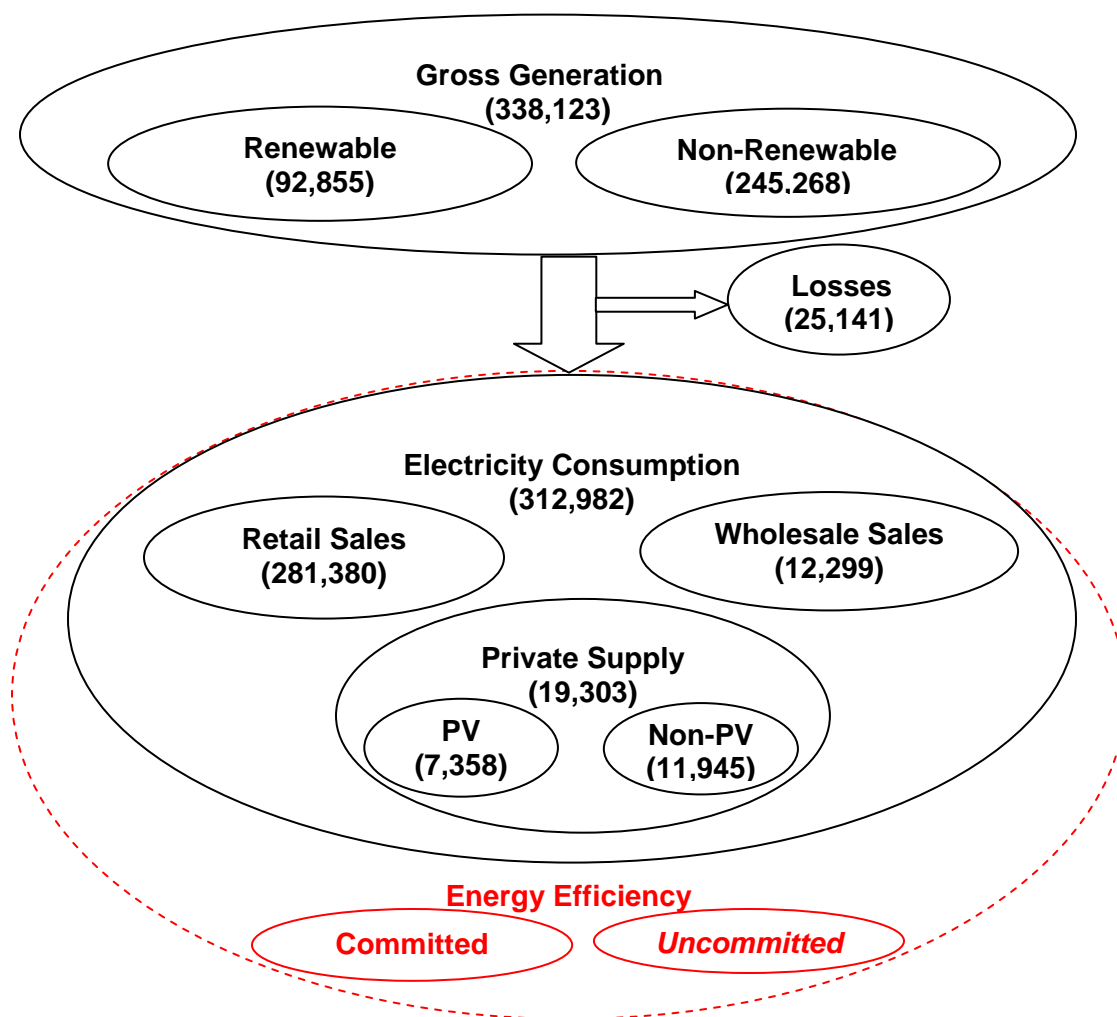 Gross Generation
(338,123)
Renewable
(92,855)
Non-Renewable
(245,268)
Losses
(25,141)
Electricity Consumption
(312,982)
Retail Sales
(281,380)
Wholesale Sales
(12,299)
Private Supply
(19,303)
PV
(7,358)
Non-PV
(11,945)
Energy Efficiency
Committed
Uncommitted